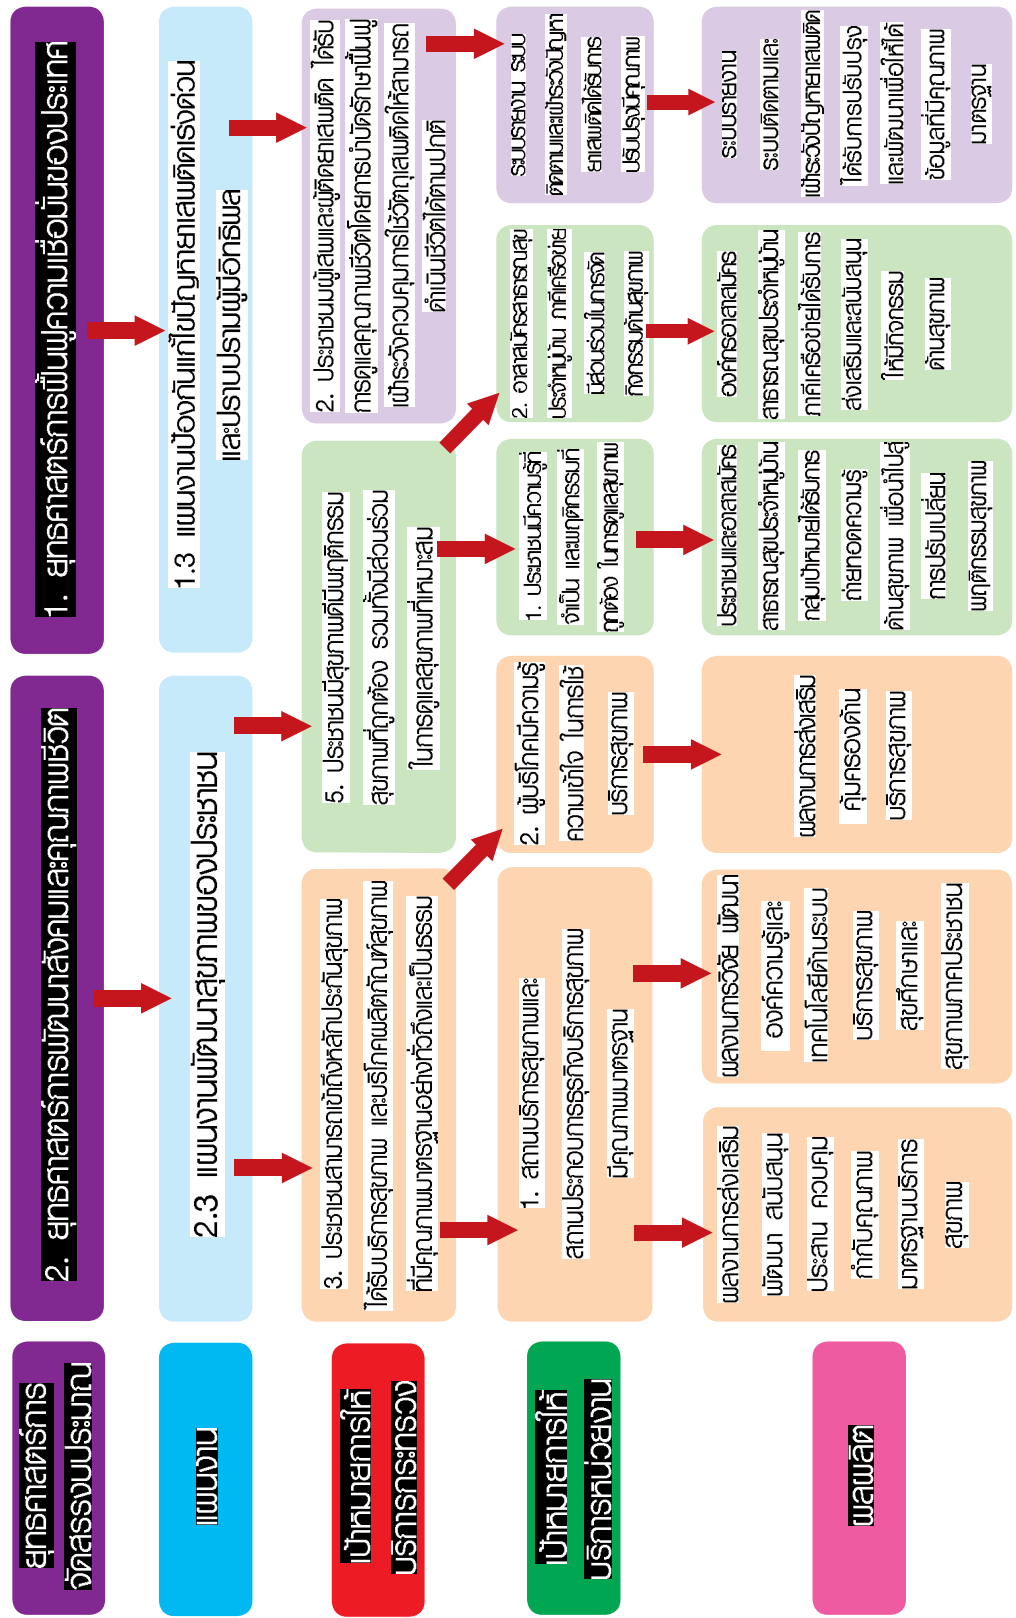 ยุทธศาสตร์การ
จัดสรรงบประมาณ
2. ยุทธศาสตร์การพัฒนาสังคมและคุณภาพชีวิต
1. ยุทธศาสตร์การฟื้นฟูความเชื่อมั่นของประเทศ
แผนงาน
2.3 แผนงานพัฒนาสุขภาพของประชาชน
1.3 แผนงานป้องกันแก้ไขปัญหายาเสพติดเร่งด่วน
และปราบปรามผู้มีอิทธิพล
เป้าหมายการให้
บริการกระทรวง
3. ประชาชนสามารถเข้าถึงหลักประกันสุขภาพ
ได้รับบริการสุขภาพ และบริโภคผลิตภัณฑ์สุขภาพ
ที่มีคุณภาพมาตรฐานอย่างทั่วถึงและเป็นธรรม
5. ประชาชนมีสุขภาพดีมีพฤติกรรม
สุขภาพที่ถูกต้อง รวมทั้งมีส่วนร่วม
ในการดูแลสุขภาพที่เหมาะสม
2. ประชาชนผู้เสพและผู้ติดยาเสพติด ได้รับ
การดูแลคุณภาพชีวิตโดยการบำบัดรักษาฟื้นฟู
เฝ้าระวังควบคุมการใช้วัตถุเสพติดให้สามารถ
ดำเนินชีวิตได้ตามปกติ
เป้าหมายการให้
บริการหน่วยงาน
1. สถานบริการสุขภาพและ
สถานประกอบการธุรกิจบริการสุขภาพ
มีคุณภาพมาตรฐาน
2. ผู้บริโภคมีความรู้
ความเข้าใจ ในการใช้
บริการสุขภาพ
1. ประชาชนมีความรู้ที่
จำเป็น และพฤติกรรมที่
ถูกต้อง ในการดูแลสุขภาพ
2. อาสาสมัครสาธารณสุข
ประจำหมู่บ้าน ภาคีเครือข่าย
มีส่วนร่วมในการจัด
กิจกรรมด้านสุขภาพ
ระบบรายงาน ระบบ
ติดตามและเฝ้าระวังปัญหา
ยาเสพติดได้รับการ
ปรับปรุงมีคุณภาพ
ผลผลิต
ผลงานการส่งเสริม
พัฒนา สนับสนุน
ประสาน ควบคุม
กำกับคุณภาพ
มาตรฐานบริการ
สุขภาพ
ผลงานการวิจัย พัฒนา
องค์ความรู้และ
เทคโนโลยีด้านระบบ
บริการสุขภาพ
สุขศึกษาและ
สุขภาพภาคประชาชน
ผลงานการส่งเสริม
คุ้มครองด้าน
บริการสุขภาพ
ประชาชนและอาสาสมัคร
สาธารณสุขประจำหมู่บ้าน
กลุ่มเป้าหมายได้รับการ
ถ่ายทอดความรู้
ด้านสุขภาพ เพื่อนำไปสู่
การปรับเปลี่ยน
พฤติกรรมสุขภาพ
องค์กรอาสาสมัคร
สาธารณสุขประจำหมู่บ้าน
ภาคีเครือข่ายได้รับการ
ส่งเสริมและสนับสนุน
ให้มีกิจกรรม
ด้านสุขภาพ
ระบบรายงาน
ระบบติดตามและ
เฝ้าระวังปัญหายาเสพติด
ได้รับการปรับปรุง
และพัฒนาเพื่อให้ได้
ข้อมูลที่มีคุณภาพ
มาตรฐาน